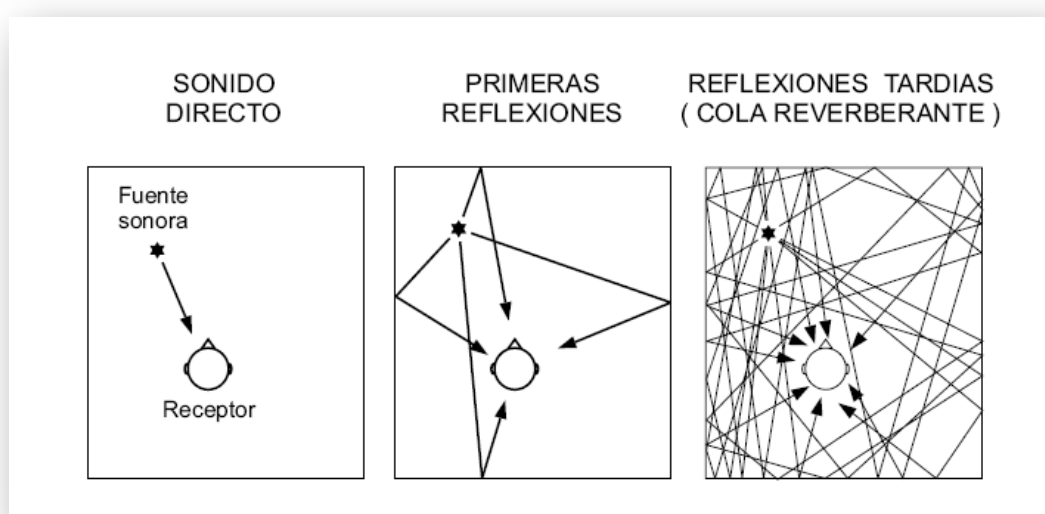 SONIDO
DIRECTO
PRIMERAS
REFLEXIONES
REFLEXIONES TARDIAS
( COLA REVERBERANTE )
Fuente
sonora
Receptor